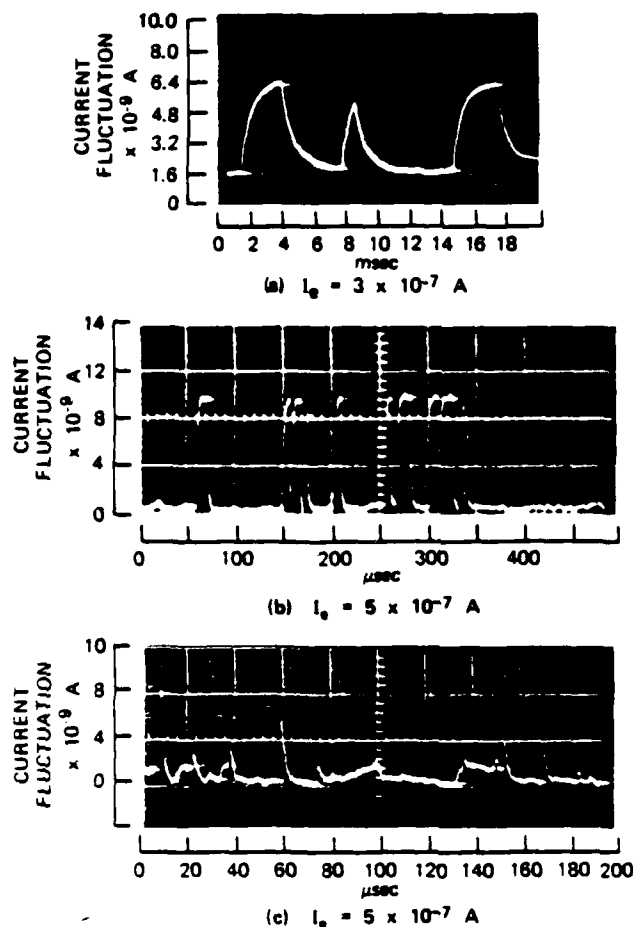 CURRENT
FLUCTUATION
x 10-9 A
10.0
8.0
6.4
4.8
3.2
1.6
0
0 2 4 6 8 10 12 14 16 18
msec
(a) Ie = 3 x 10-7 A
CURRENT
FLUCTUATION
x 10-9 A
14
12
8
4
0
0 100 200 300 400
μsec
(b) Ie = 5 x 10-7 A
CURRENT
FLUCTUATION
x 10-9 A
10
8
4
0
0 20 40 60 80 100 120 140 160 180 200
μsec
(c) Ie = 5 x 10-7 A